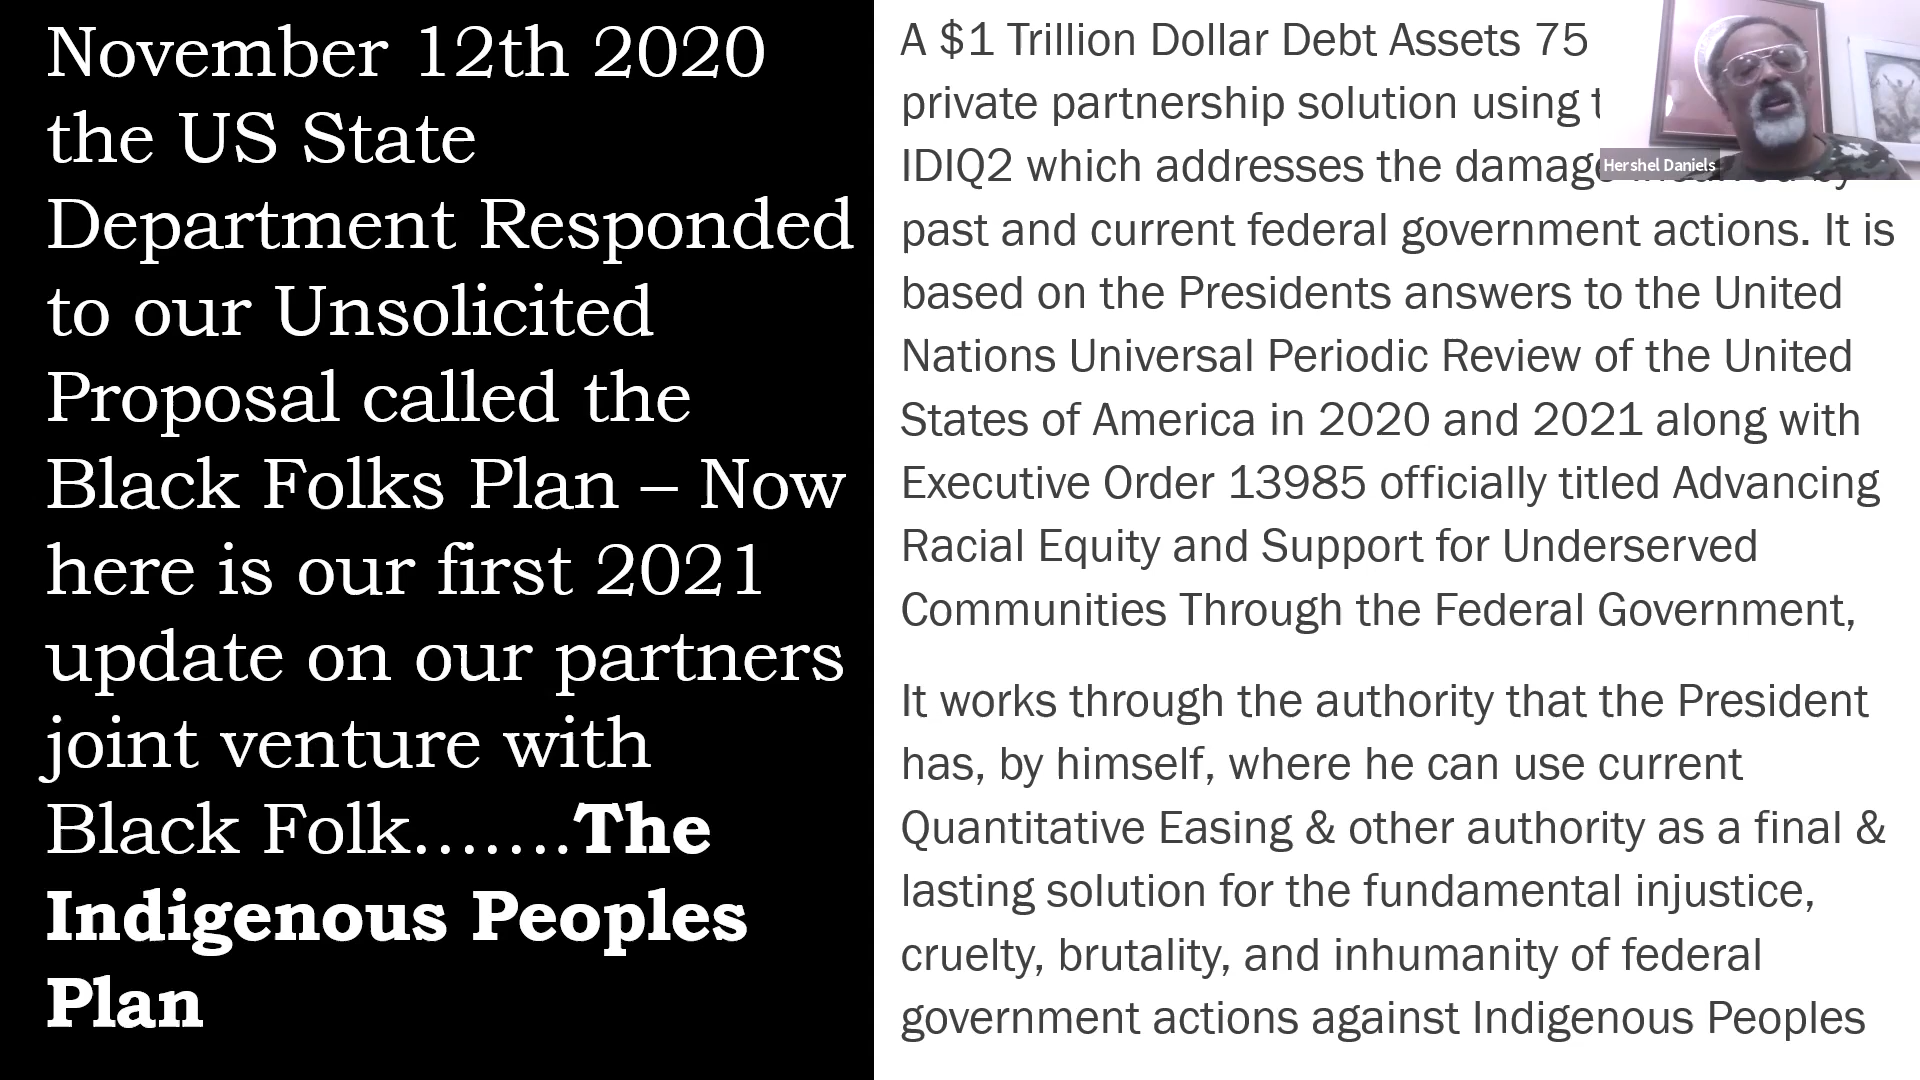 November 12th 2020
the US State
Department Responded
to our Unsolicited
Proposal called the
Black Folks Plan – Now
here is our first 2021
update on our partners
joint venture with
Black Folk…….The
Indigenous Peoples
Plan
A $1 Trillion Dollar Debt Assets 75
private partnership solution using
IDIQ2 which addresses the damage by
past and current federal government actions. It is
based on the Presidents answers to the United
Nations Universal Periodic Review of the United
States of America in 2020 and 2021 along with
Executive Order 13985 officially titled Advancing
Racial Equity and Support for Underserved
Communities Through the Federal Government,
It works through the authority that the President
has, by himself, where he can use current
Quantitative Easing & other authority as a final &
lasting solution for the fundamental injustice,
cruelty, brutality, and inhumanity of federal
government actions against Indigenous Peoples
Hershel Daniels